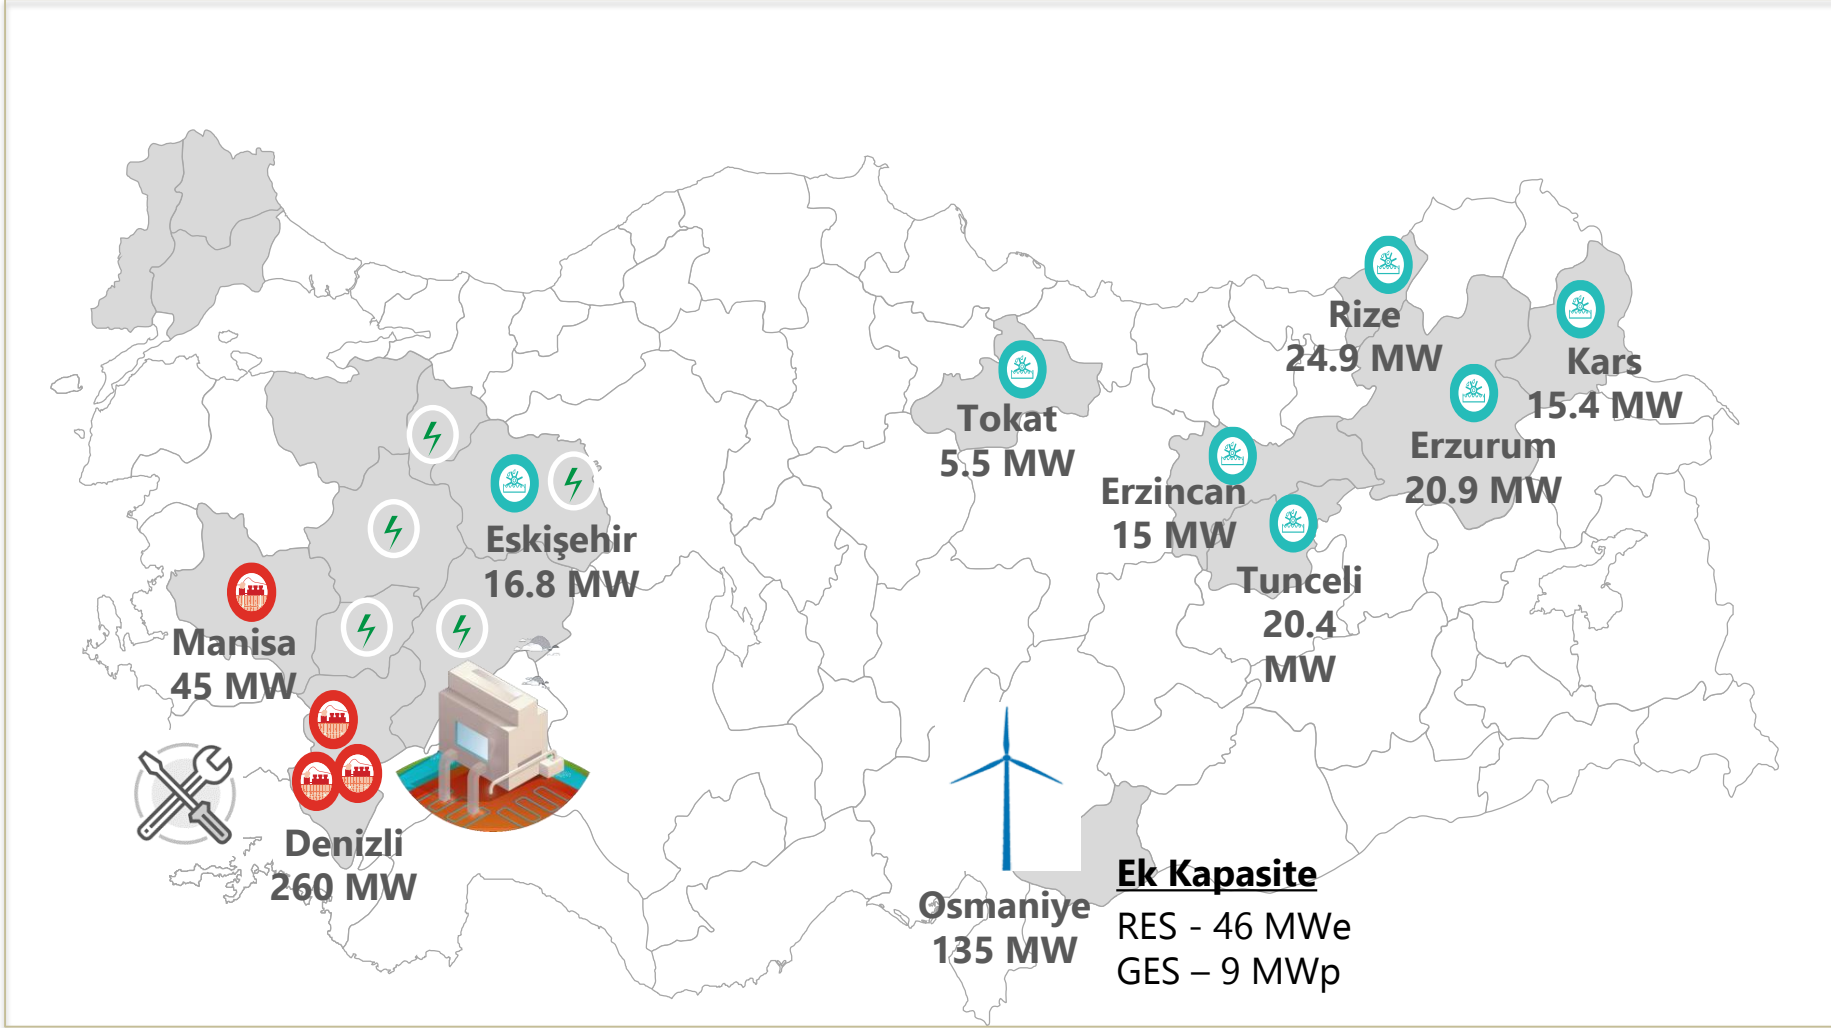 Rize
24.9 MW
Kars
15.4 MW
Tokat
5.5 MW
Erzurum
20.9 MW
Erzincan
15 MW
Eskişehir
16.8 MW
Tunceli
20.4
MW
Manisa
45 MW
Denizli
260 MW
Osmaniye
135 MW
Ek Kapasite
RES - 46 MWe
GES – 9 MWp